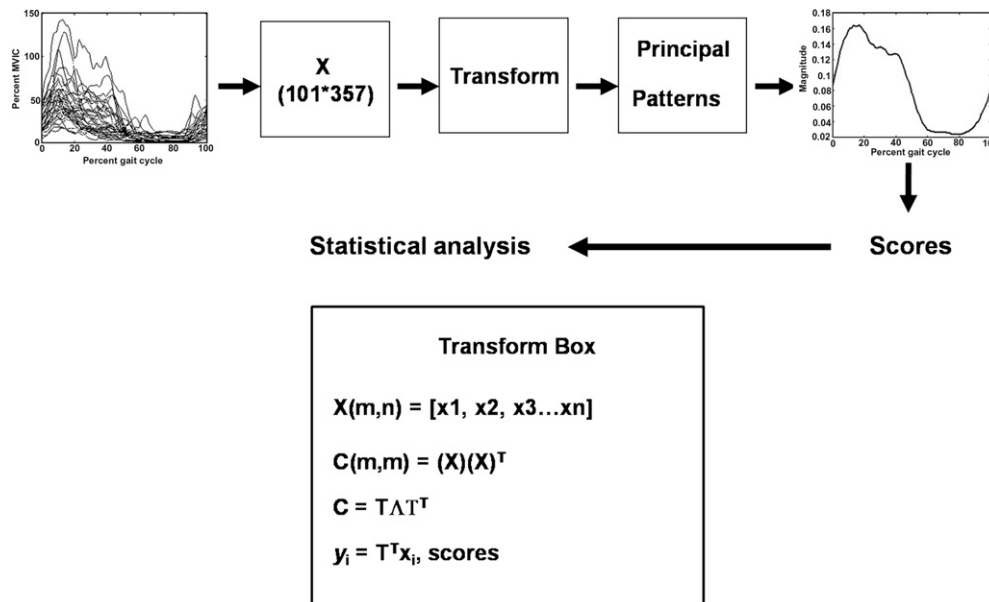 150
100
50
0
Percent MVIC
0 20 40 60 80 100
Percent gait cycle
X
(101*357)
Transform
Principal
Patterns
0.18
0.16
0.14
0.12
0.1
0.08
0.06
0.04
0.02
Magnitude
0 20 40 60 80 100
Percent gait cycle
Statistical analysis
Scores
Transform Box
X(m,n) = [x1, x2, x3…xn]
C(m,m) = (X)(X)ᵀ
C = TΛTᵀ
yᵢ = Tᵀxᵢ, scores